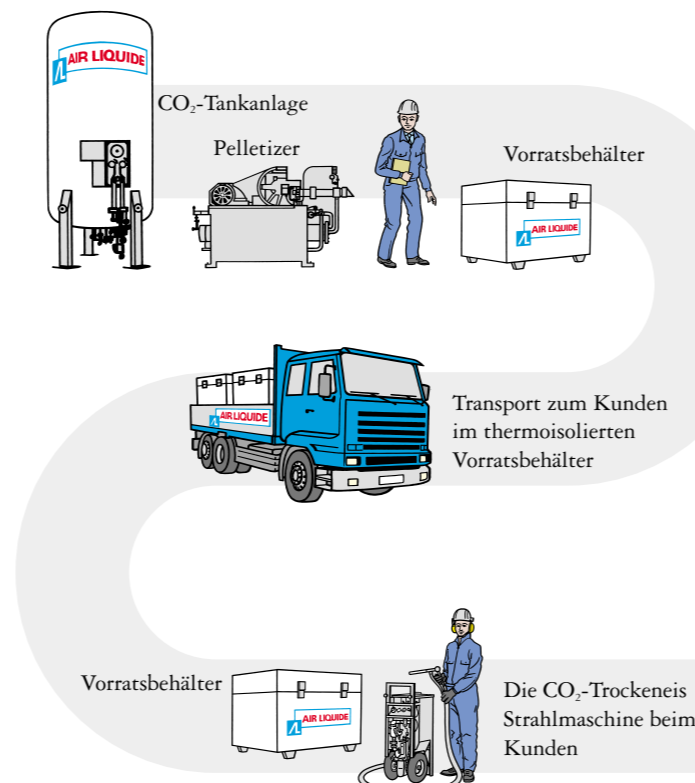 AIR LIQUIDE
CO₂-Tankanlage
Pelletizer
Vorratsbehälter
AIR LIQUIDE
AIR LIQUIDE
Transport zum Kunden
im thermoisolierten
Vorratsbehälter
Vorratsbehälter
AIR LIQUIDE
Die CO₂-Trockeneis
Strahlmaschine beim
Kunden